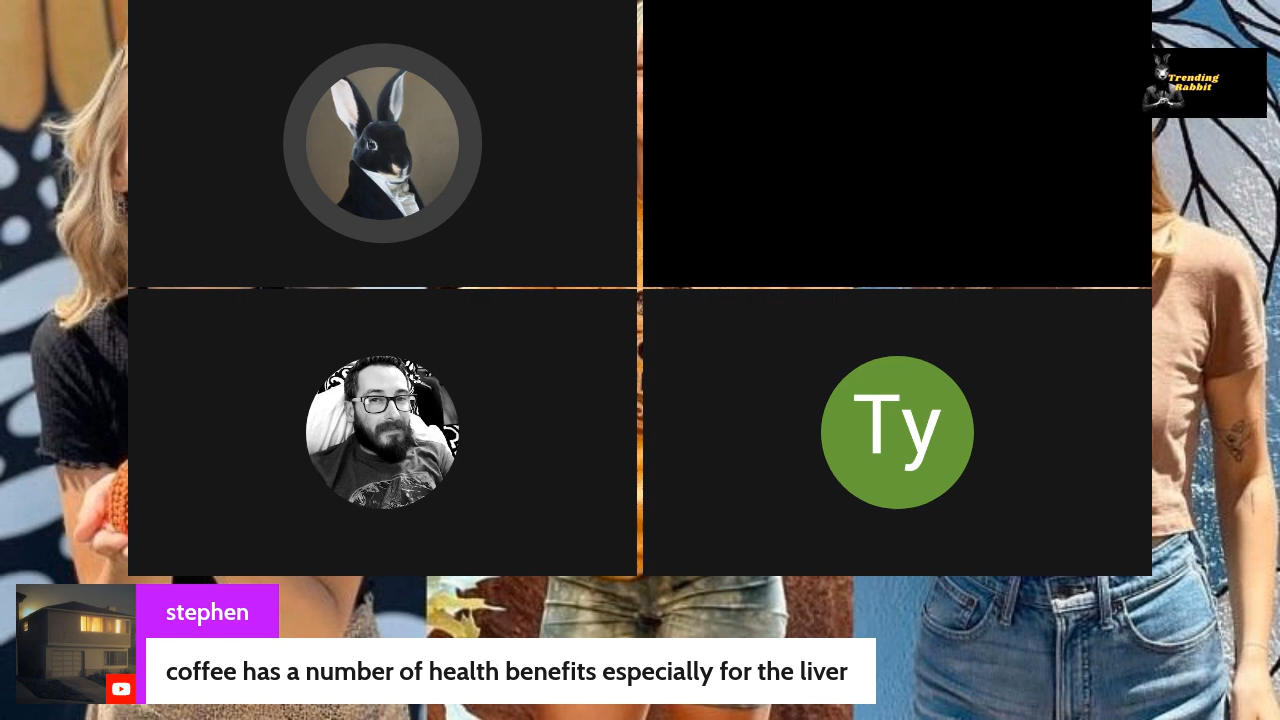 Trending
Rabbit
Ty
stephen
coffee has a number of health benefits especially for the liver